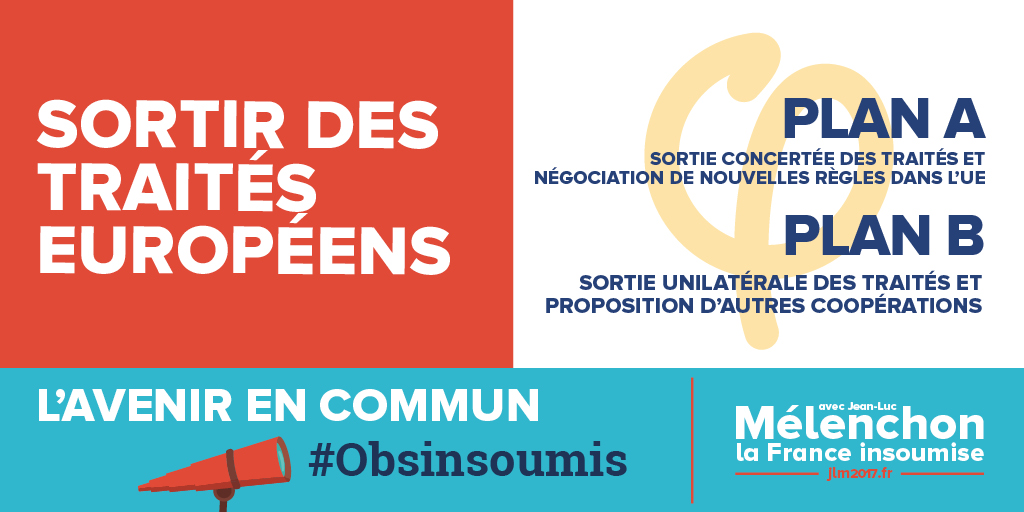 SORTIR DES
TRAITÉS
EUROPÉENS
PLAN A
SORTIE CONCERTÉE DES TRAITÉS ET
NÉGOCIATION DE NOUVELLES RÈGLES DANS L'UE
PLAN B
SORTIE UNILATÉRALE DES TRAITÉS ET
PROPOSITION D'AUTRES COOPÉRATIONS
L'AVENIR EN COMMUN
#Obsinsoumis
avec Jean-Luc
Mélenchon
la France insoumise
jlm2017.fr